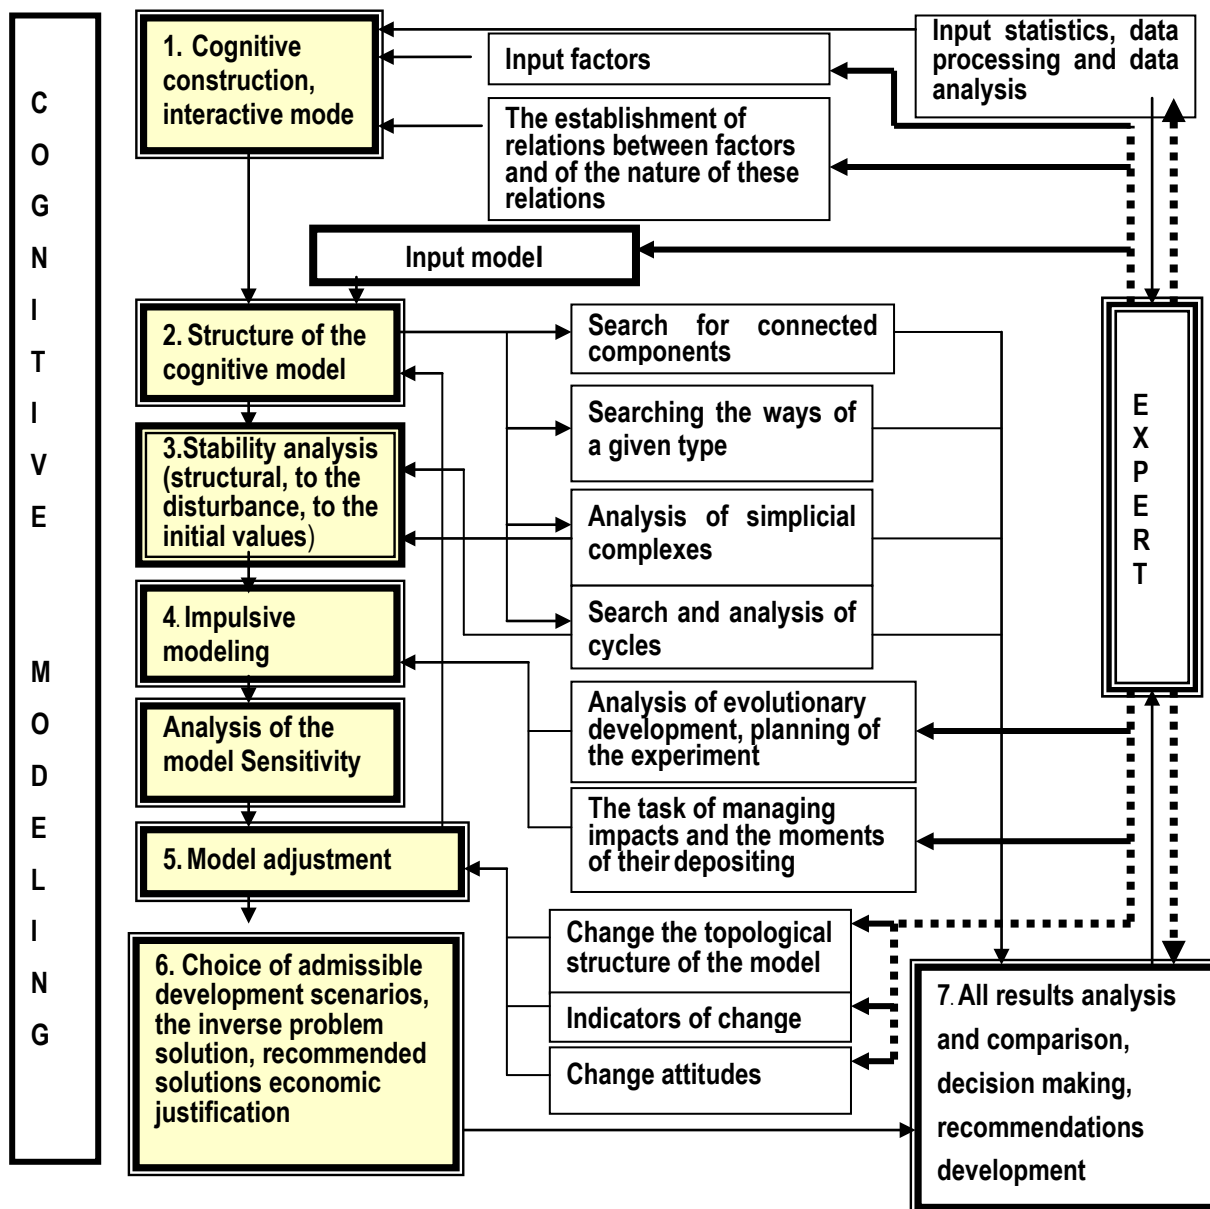 COGNITIVE MODELING
1. Cognitive
construction,
interactive mode
Input factors
Input statistics, data
processing and data
analysis
The establishment of
relations between factors
and of the nature of these
relations
Input model
2. Structure of the
cognitive model
Search for connected
components
Searching the ways of
a given type
3.Stability analysis
(structural, to the
disturbance, to the
initial values)
Analysis of simplicial
complexes
Search and analysis of
cycles
EXPERT
4. Impulsive
modeling
Analysis of the
model Sensitivity
Analysis of evolutionary
development, planning of
the experiment
The task of managing
impacts and the moments
of their depositing
5. Model adjustment
Change the topological
structure of the model
Indicators of change
Change attitudes
6. Choice of admissible
development scenarios,
the inverse problem
solution, recommended
solutions economic
justification
7. All results analysis
and comparison,
decision making,
recommendations
development